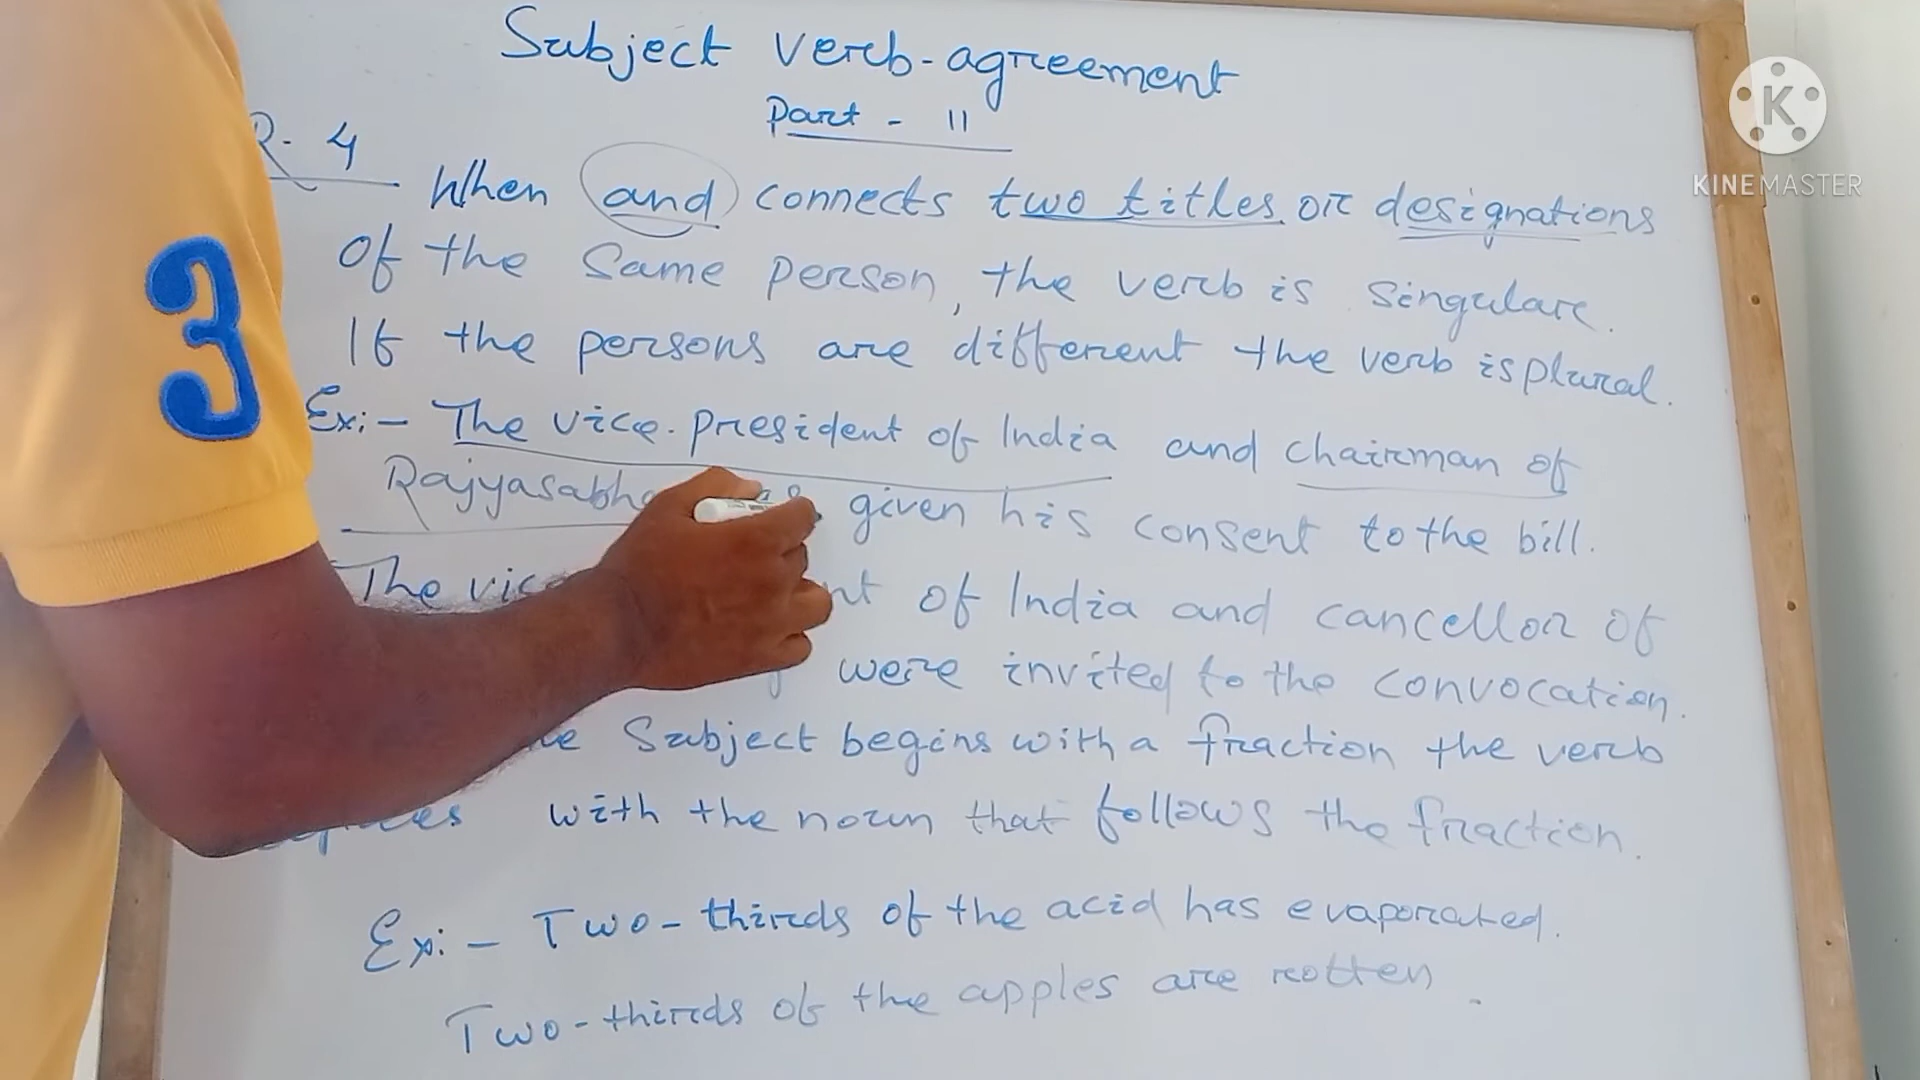 Subject verb-agreement
Part - II
R- 4
When and connects two titles or designations
of the same person, the verb is singular.
If the persons are different the verb is plural.
Ex:- The vice-president of India and chairman of
Rajyasabha given his consent to the bill.
The of India and cancellor of
were invited to the convocation.
Subject begins with a fraction the verb
with the noun that follows the fraction.
Ex:- Two-thirds of the acid has evaporated.
Two-thirds of the apples are rotten.
3
K
KINEMASTER